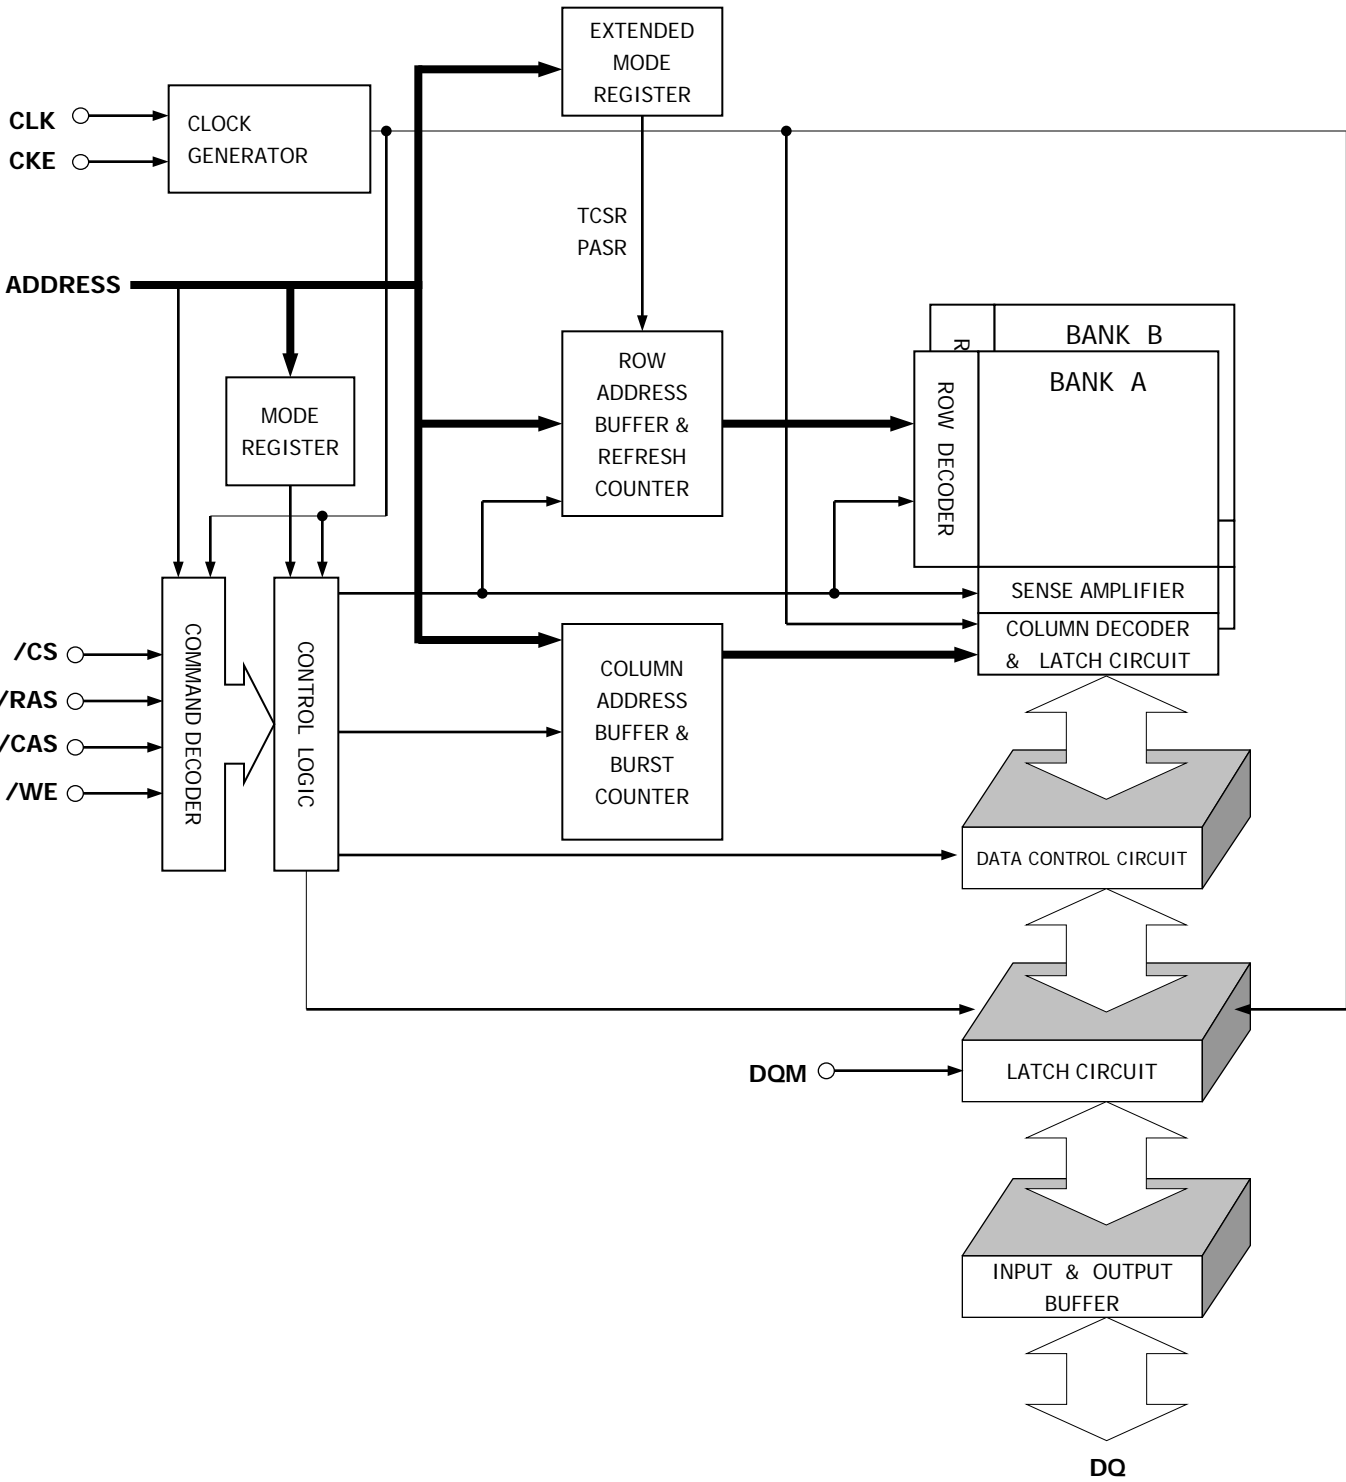 EXTENDED
MODE
REGISTER
CLK
CKE
CLOCK
GENERATOR
TCSR
PASR
ADDRESS
MODE
REGISTER
ROW
ADDRESS
BUFFER &
REFRESH
COUNTER
BANK B
R
BANK A
ROW DECODER
SENSE AMPLIFIER
COLUMN DECODER
& LATCH CIRCUIT
/CS
/RAS
/CAS
/WE
COMMAND DECODER
CONTROL LOGIC
COLUMN
ADDRESS
BUFFER &
BURST
COUNTER
DATA CONTROL CIRCUIT
DQM
LATCH CIRCUIT
INPUT & OUTPUT
BUFFER
DQ